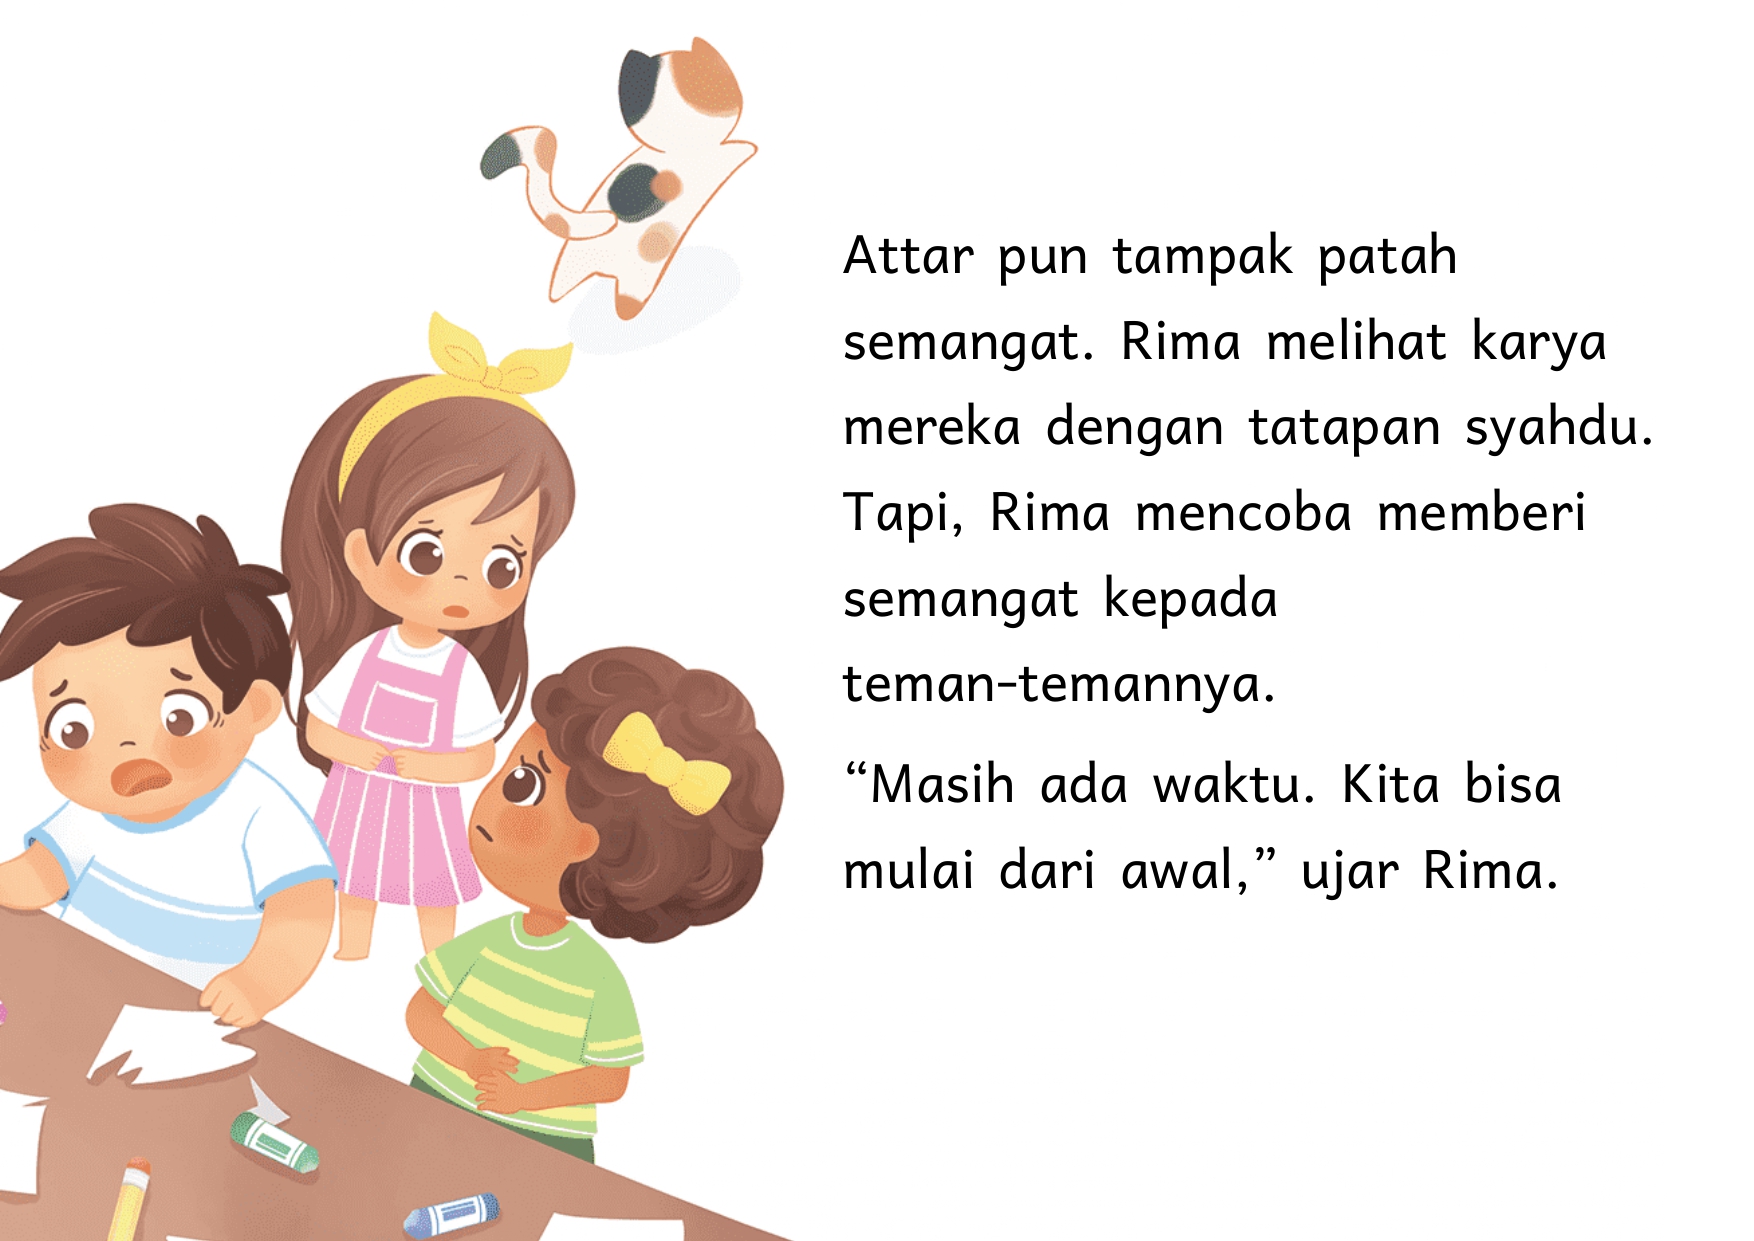 Attar pun tampak patah
semangat. Rima melihat karya
mereka dengan tatapan syahdu.
Tapi, Rima mencoba memberi
semangat kepada
teman-temannya.
“Masih ada waktu. Kita bisa
mulai dari awal,” ujar Rima.